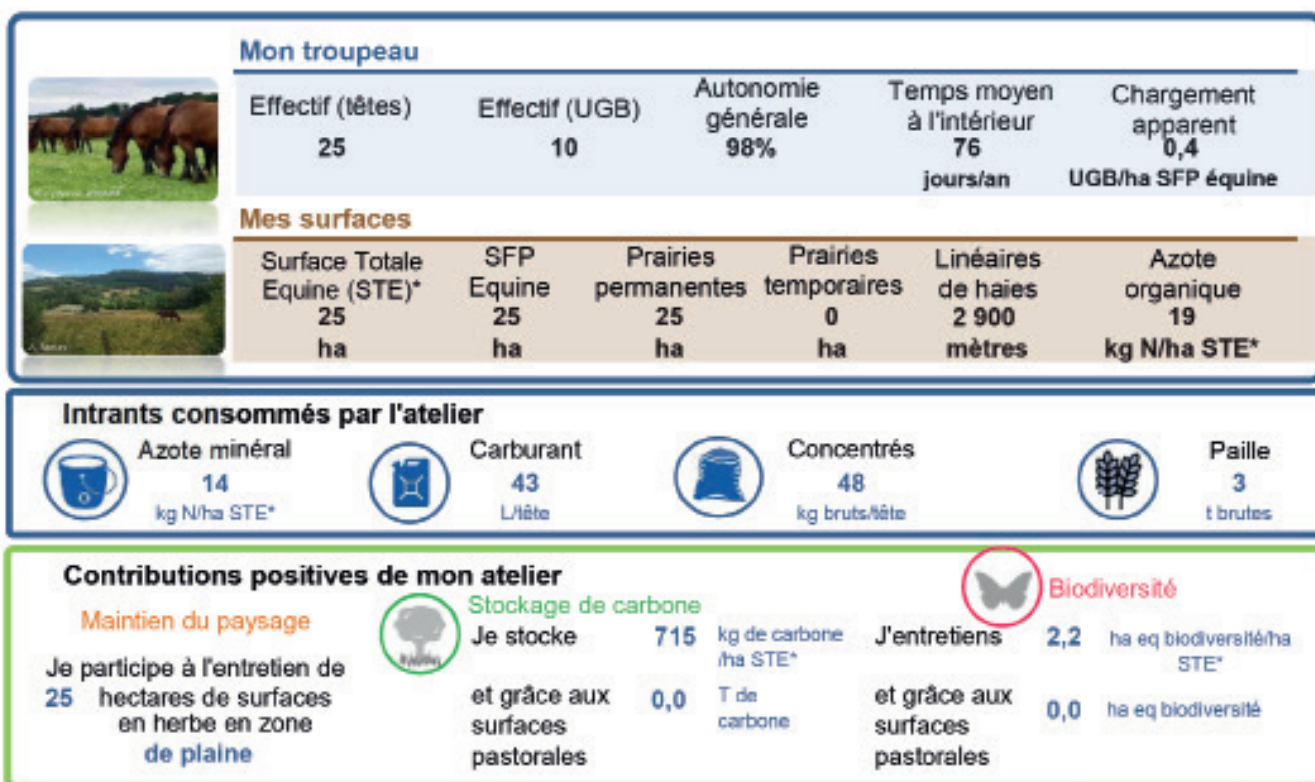 Mon troupeau
Effectif (têtes)
25
Effectif (UGB)
10
Autonomie
générale
98%
Temps moyen
à l'intérieur
76
jours/an
Chargement
apparent
0,4
UGB/ha SFP équine
Mes surfaces
Surface Totale
Equine (STE)*
25
ha
SFP
Equine
25
ha
Prairies
permanentes
25
ha
Prairies
temporaires
0
ha
Linéaires
de haies
2 900
mètres
Azote
organique
19
kg N/ha STE*
Intrants consommés par l'atelier
Azote minéral
14
kg N/ha STE*
Carburant
43
L/tête
Concentrés
48
kg bruts/tête
Paille
3
t brutes
Contributions positives de mon atelier
Maintien du paysage
Je participe à l'entretien de
25 hectares de surfaces
en herbe en zone
de plaine
Stockage de carbone
Je stocke 715 kg de carbone
/ha STE*
et grâce aux
surfaces
pastorales
0,0 T de
carbone
Biodiversité
J'entretiens 2,2 ha eq biodiversité/ha
STE*
et grâce aux
surfaces
pastorales
0,0 ha eq biodiversité